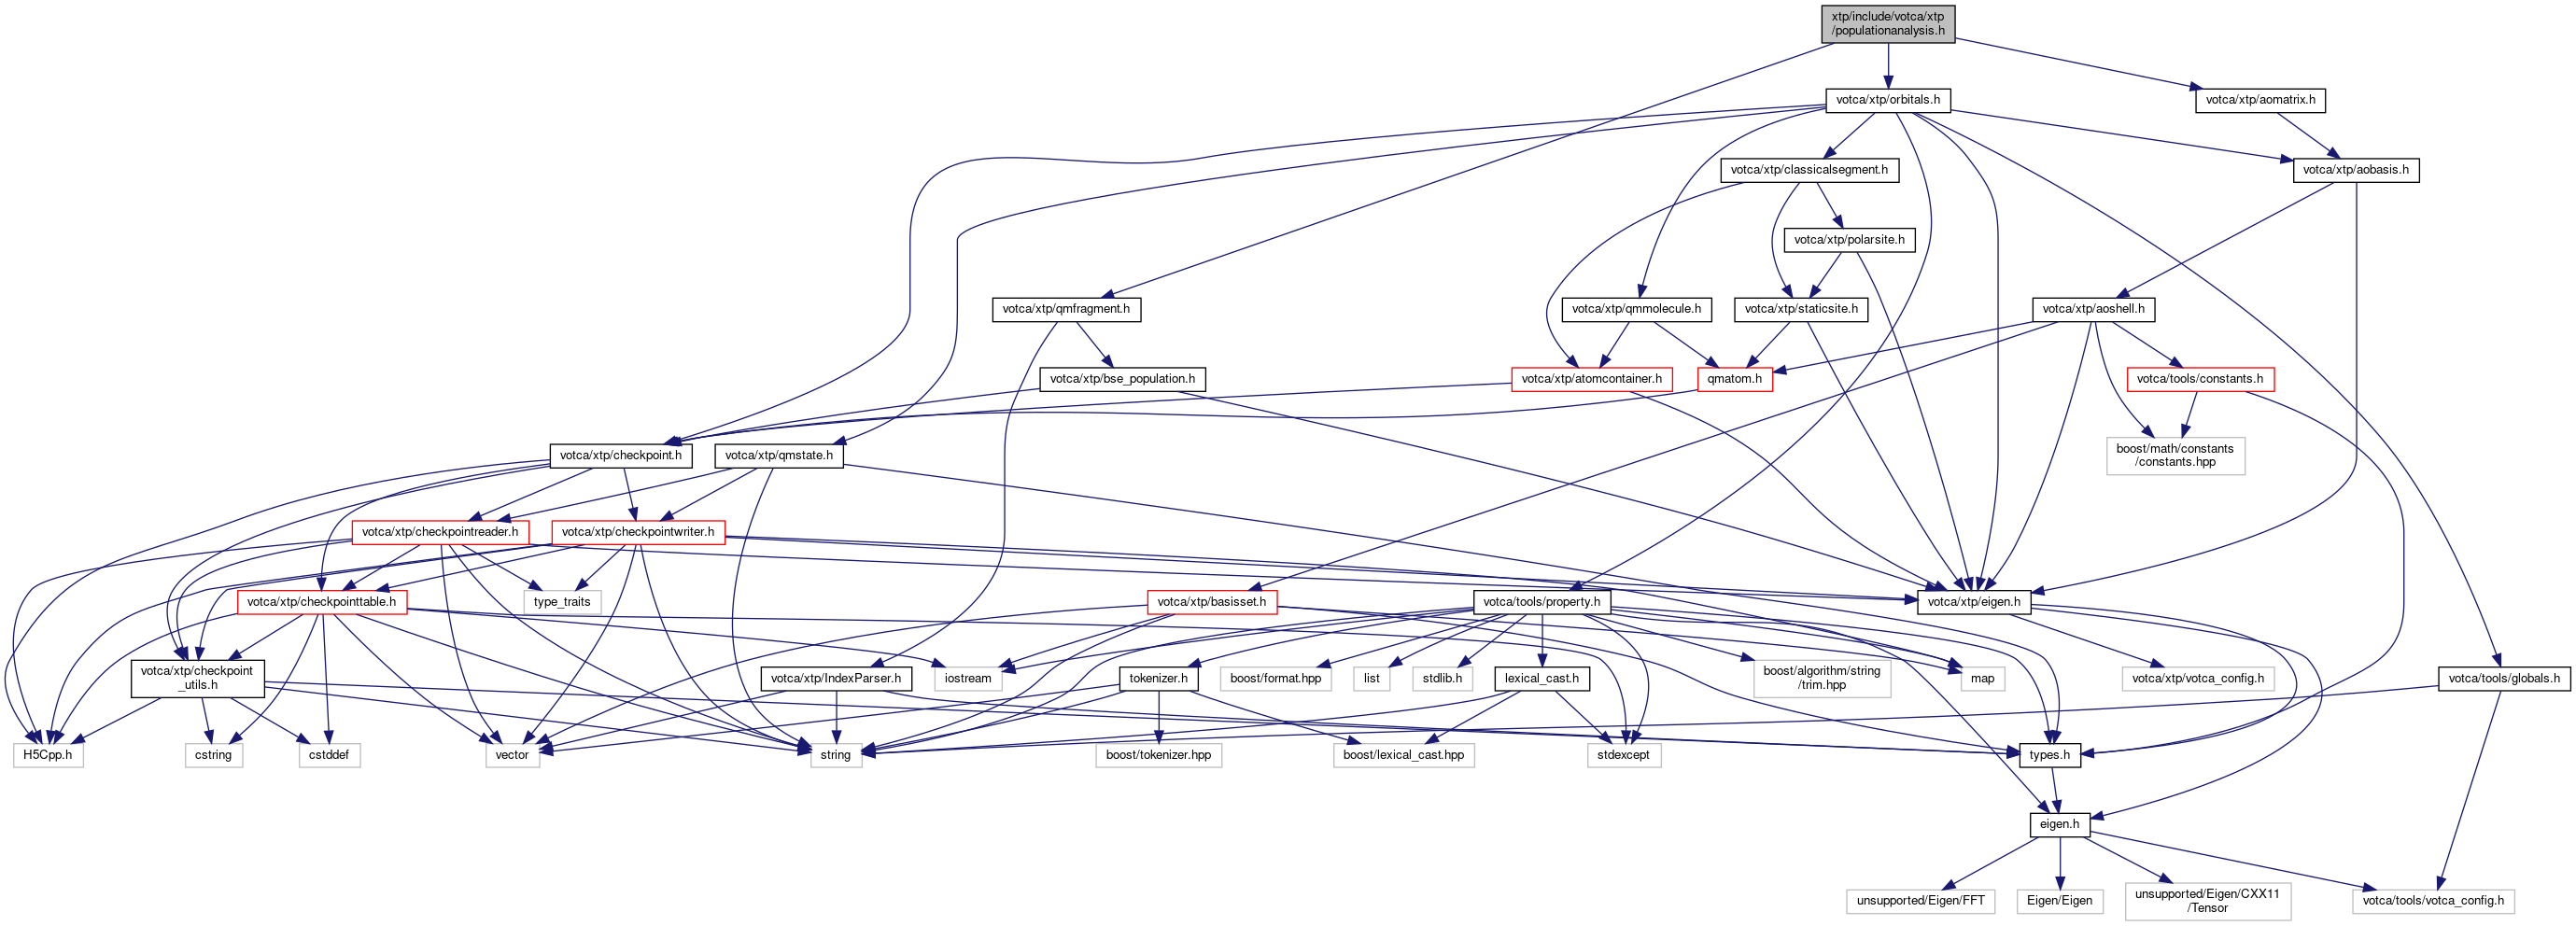 xtp/include/votca/xtp
/populationanalysis.h
votca/xtp/orbitals.h
votca/xtp/aomatrix.h
votca/xtp/classicalsegment.h
votca/xtp/aobasis.h
votca/xtp/polarsite.h
votca/xtp/qmfragment.h
votca/xtp/qmmolecule.h
votca/xtp/staticsite.h
votca/xtp/aoshell.h
votca/xtp/bse_population.h
votca/xtp/atomcontainer.h
qmatom.h
votca/tools/constants.h
votca/xtp/checkpoint.h
votca/xtp/qmstate.h
boost/math/constants
/constants.hpp
votca/xtp/checkpointreader.h
votca/xtp/checkpointwriter.h
votca/xtp/checkpointtable.h
type_traits
votca/xtp/basisset.h
votca/tools/property.h
votca/xtp/eigen.h
votca/xtp/checkpoint
_utils.h
votca/xtp/IndexParser.h
iostream
tokenizer.h
boost/format.hpp
list
stdlib.h
lexical_cast.h
boost/algorithm/string
/trim.hpp
map
votca/xtp/votca_config.h
votca/tools/globals.h
H5Cpp.h
cstring
cstddef
vector
string
boost/tokenizer.hpp
boost/lexical_cast.hpp
stdexcept
types.h
eigen.h
unsupported/Eigen/FFT
Eigen/Eigen
unsupported/Eigen/CXX11
/Tensor
votca/tools/votca_config.h